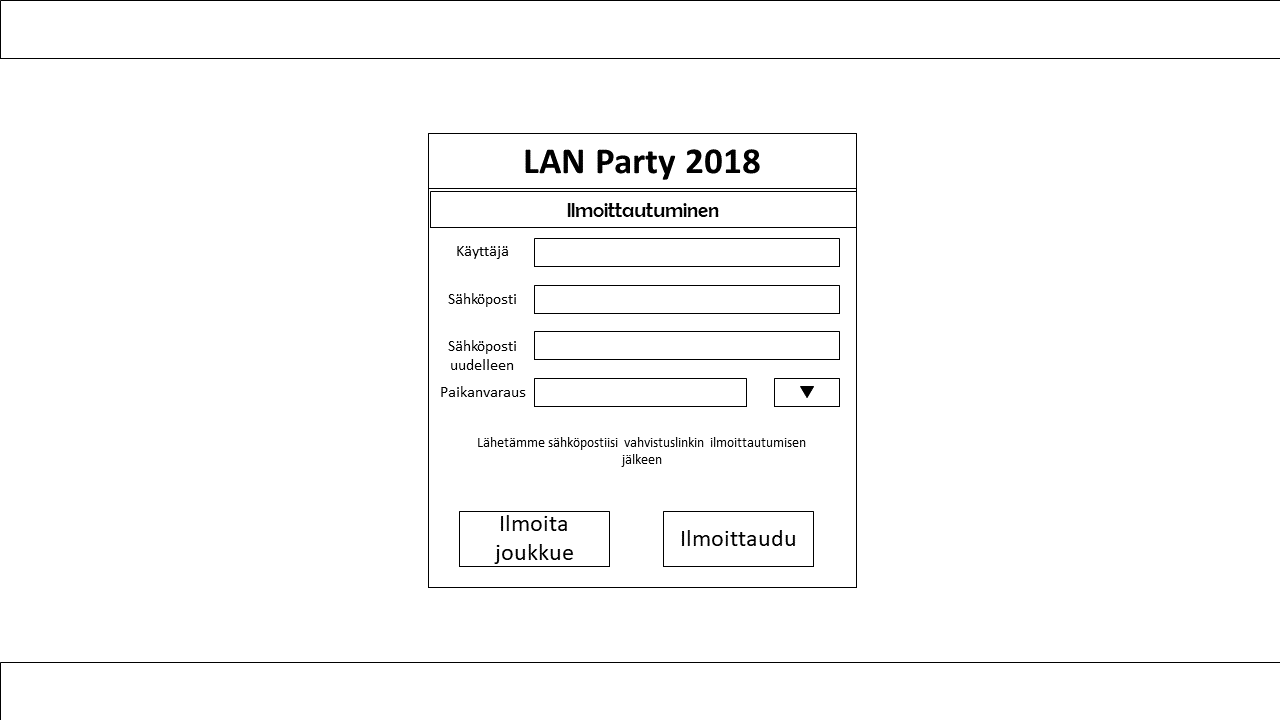 LAN Party 2018
Ilmoittautuminen
Käyttäjä
Sähköposti
Sähköposti
uudelleen
Paikanvaraus
Lähetämme sähköpostiisi vahvistuslinkin ilmoittautumisen
jälkeen
Ilmoita
joukkue
Ilmoittaudu